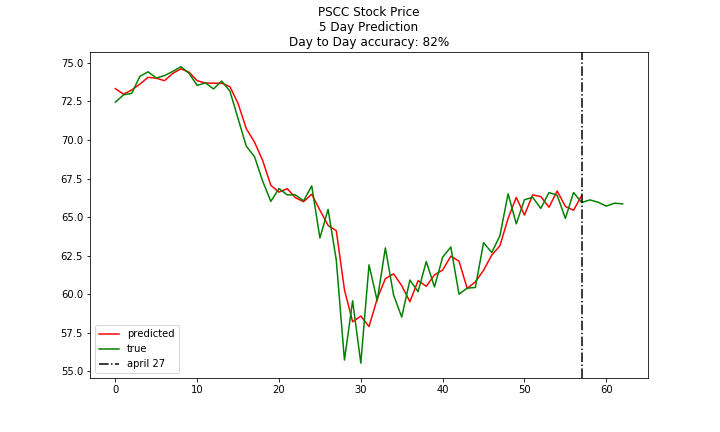 PSCC Stock Price
5 Day Prediction
Day to Day accuracy: 82%
75.0
72.5
70.0
67.5
65.0
62.5
60.0
57.5
55.0
predicted
true
april 27
0 10 20 30 40 50 60